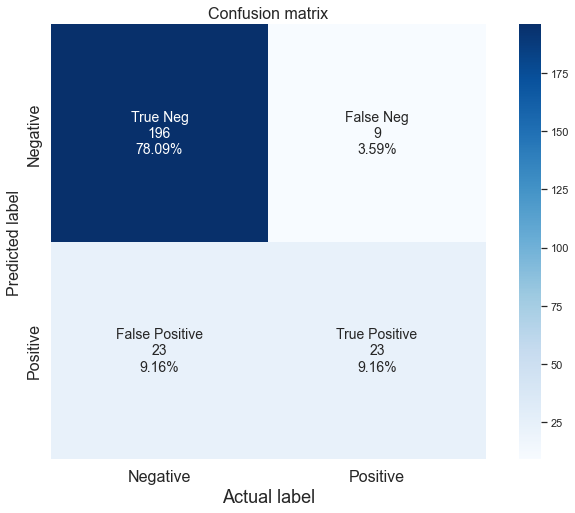 Confusion matrix
Predicted label
Negative
Positive
True Neg
196
78.09%
False Neg
9
3.59%
False Positive
23
9.16%
True Positive
23
9.16%
Negative
Positive
Actual label
175
150
125
100
75
50
25